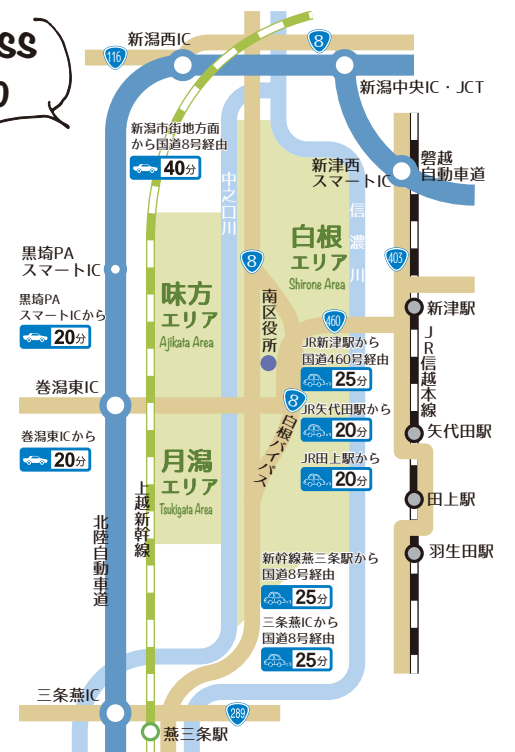 ss
116
新潟西IC
8
新潟中央IC・JCT
新潟市街地方面
から国道8号経由
40分
中之口川
新津西
スマートIC
磐越
自動車道
信濃川
白根
エリア
Shirone Area
8
403
黒埼PA
スマートIC
味方
エリア
Ajikata Area
南区役所
黒埼PA
スマートICから
20分
460
新津駅
JR新津駅から
国道460号経由
25分
JR信越本線
巻潟東IC
8
白根バイパス
JR矢代田駅から
20分
矢代田駅
巻潟東ICから
20分
月潟
エリア
Tsukigata Area
JR田上駅から
20分
田上駅
上越新幹線
北陸自動車道
羽生田駅
新幹線燕三条駅から
国道8号経由
25分
三条燕ICから
国道8号経由
25分
三条燕IC
289
燕三条駅